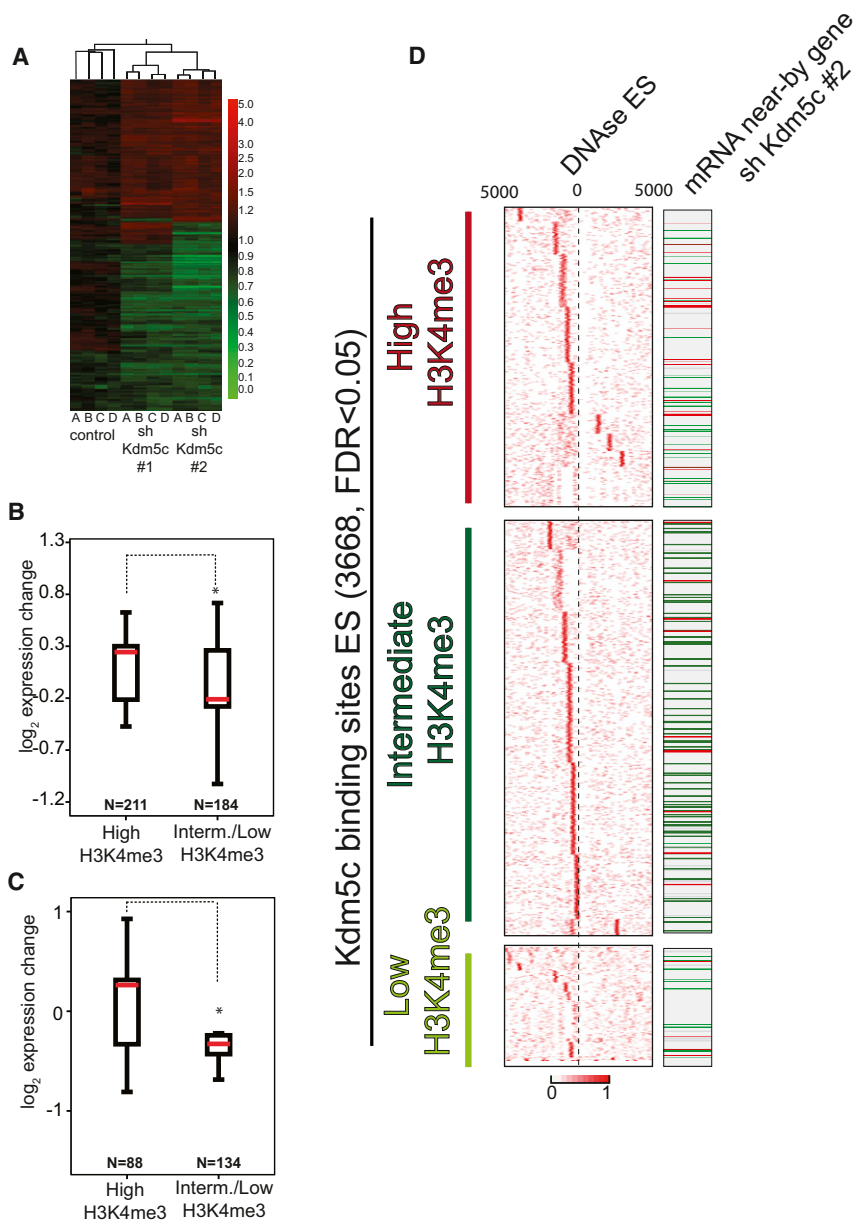 A
5.0
4.0
3.0
2.0
1.5
1.2
1.0
0.9
0.7
0.6
0.5
0.4
0.3
0.2
0.1
0.0
A B C D A B C D A B C D
control
sh
Kdm5c
#1
sh
Kdm5c
#2
B
log2 expression change
1.3
0.8
0.3
-0.2
-0.7
-1.2
*
N=211
N=184
High
H3K4me3
Interm./Low
H3K4me3
C
log2 expression change
1
0
-1
*
N=88
N=134
High
H3K4me3
Interm./Low
H3K4me3
D
DNAse ES
mRNA near-by gene
sh Kdm5c #2
5000 0 5000
Kdm5c binding sites ES (3668, FDR<0.05)
High
H3K4me3
Intermediate
H3K4me3
Low
H3K4me3
0 1